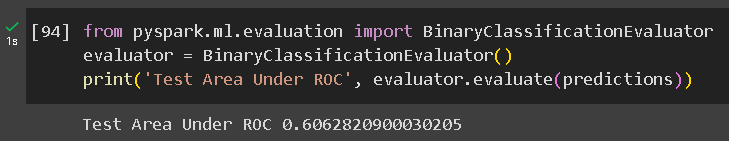 [94] from pyspark.ml.evaluation import BinaryClassificationEvaluator
evaluator = BinaryClassificationEvaluator()
print('Test Area Under ROC', evaluator.evaluate(predictions))
1s
Test Area Under ROC 0.6062820900030205